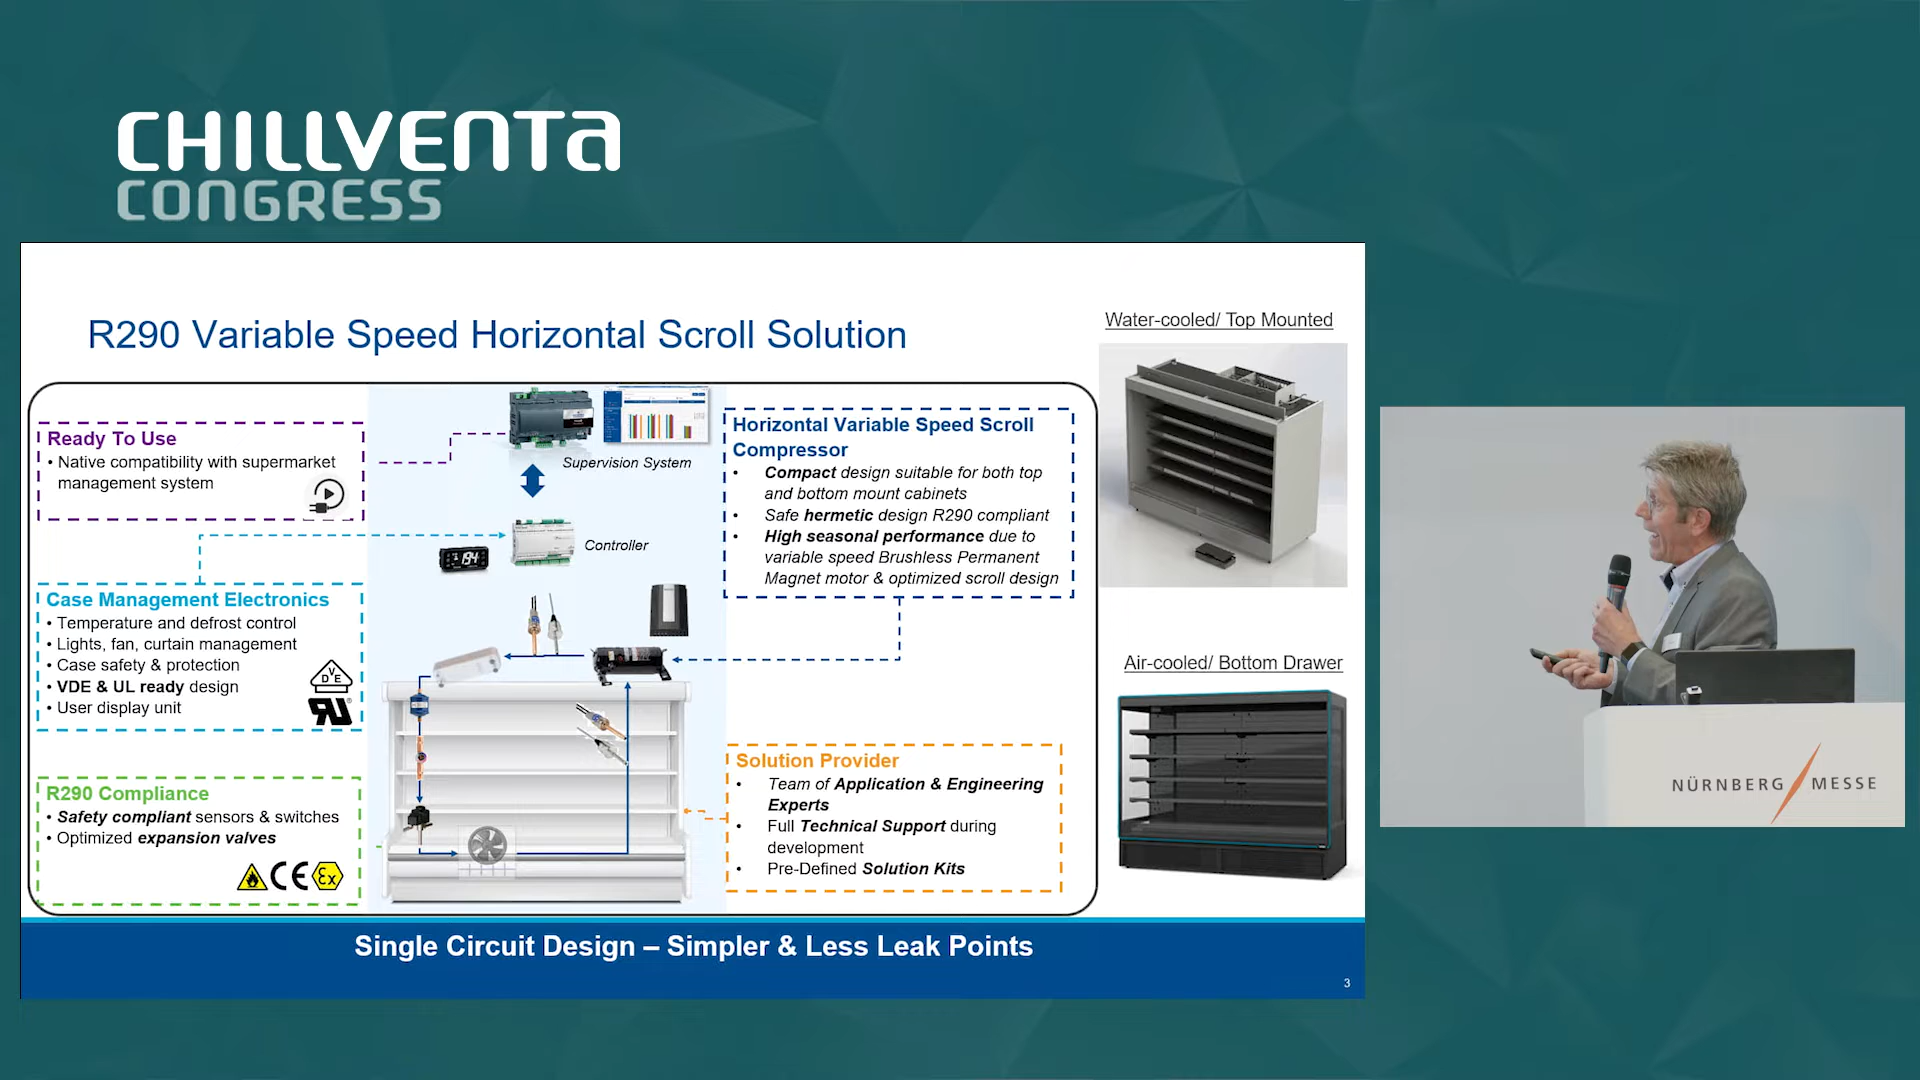 CHILLVENTA
CONGRESS
R290 Variable Speed Horizontal Scroll Solution
Water-cooled/ Top Mounted
Ready To Use
• Native compatibility with supermarket
management system
Supervision System
Controller
194
Horizontal Variable Speed Scroll
Compressor
• Compact design suitable for both top
and bottom mount cabinets
• Safe hermetic design R290 compliant
• High seasonal performance due to
variable speed Brushless Permanent
Magnet motor & optimized scroll design
Case Management Electronics
• Temperature and defrost control
• Lights, fan, curtain management
• Case safety & protection
• VDE & UL ready design
• User display unit
DVE
Air-cooled/ Bottom Drawer
R290 Compliance
• Safety compliant sensors & switches
• Optimized expansion valves
CE
Ex
Solution Provider
• Team of Application & Engineering
Experts
• Full Technical Support during
development
• Pre-Defined Solution Kits
Single Circuit Design – Simpler & Less Leak Points
3
NÜRNBERG MESSE